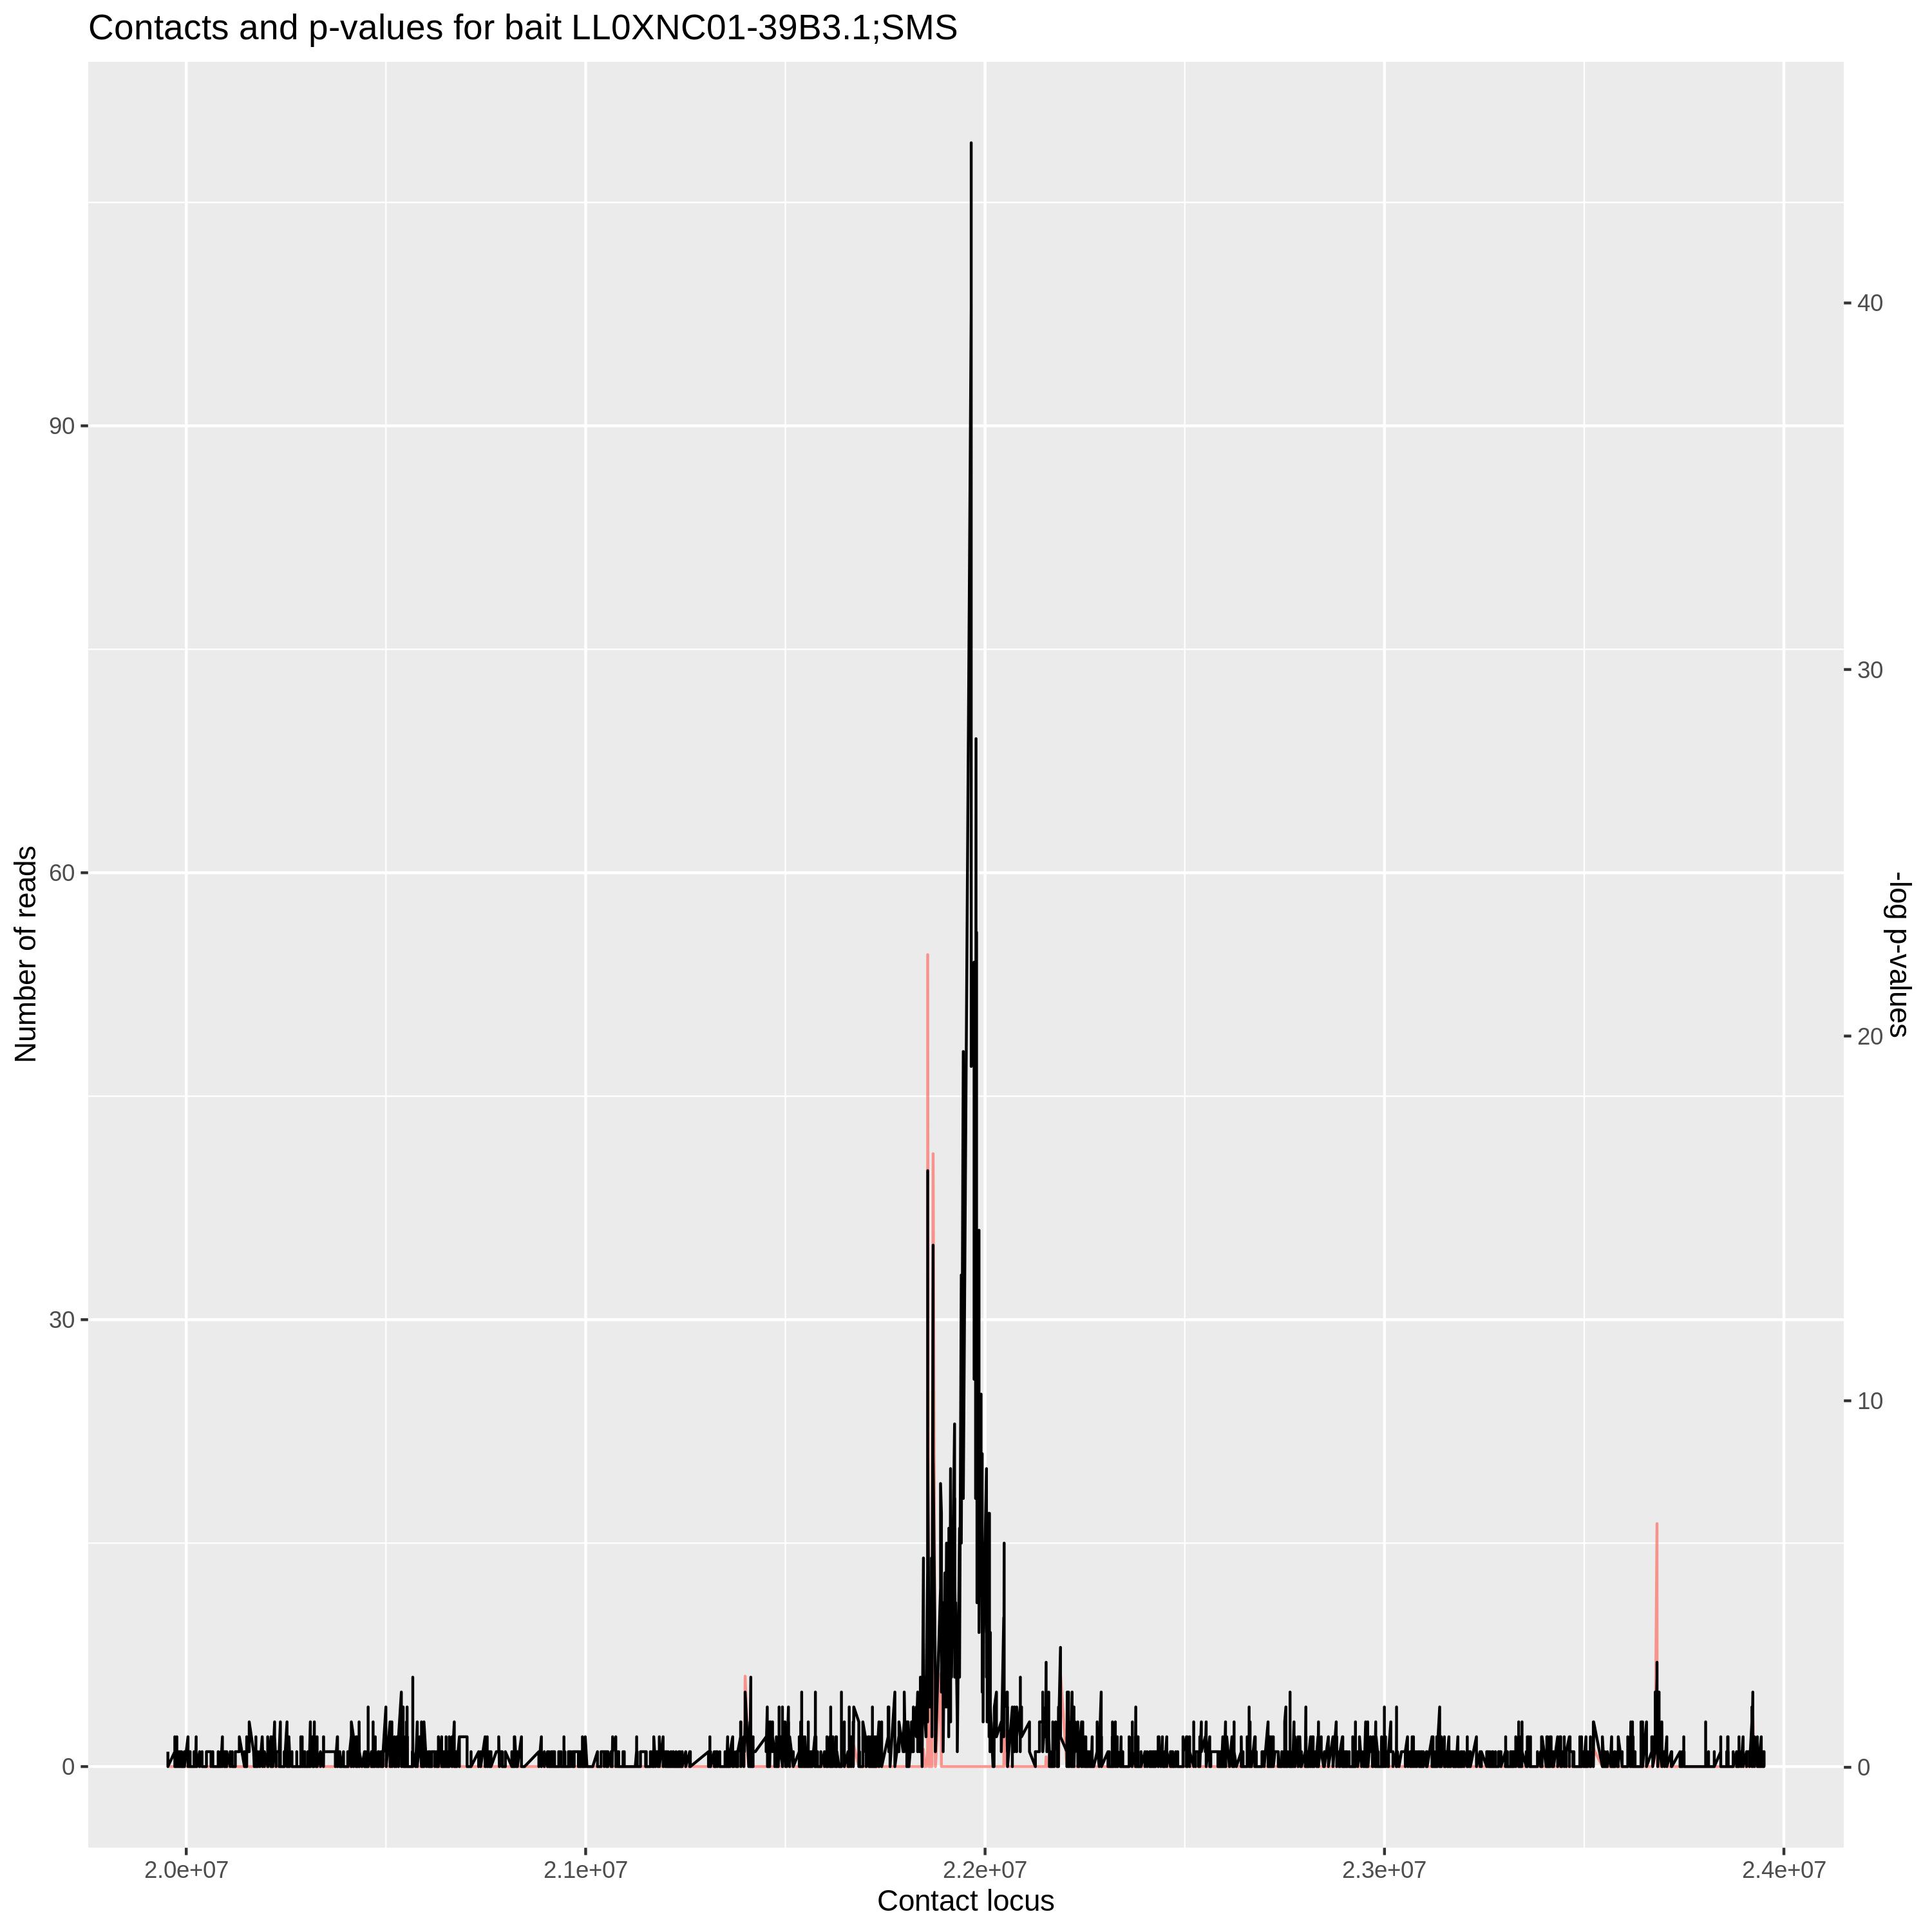 Contacts and p-values for bait LL0XNC01-39B3.1;SMS
Number of reads
90
60
30
0
40
30
20
10
0
-log p-values
2.0e+07
2.1e+07
2.2e+07
2.3e+07
2.4e+07
Contact locus